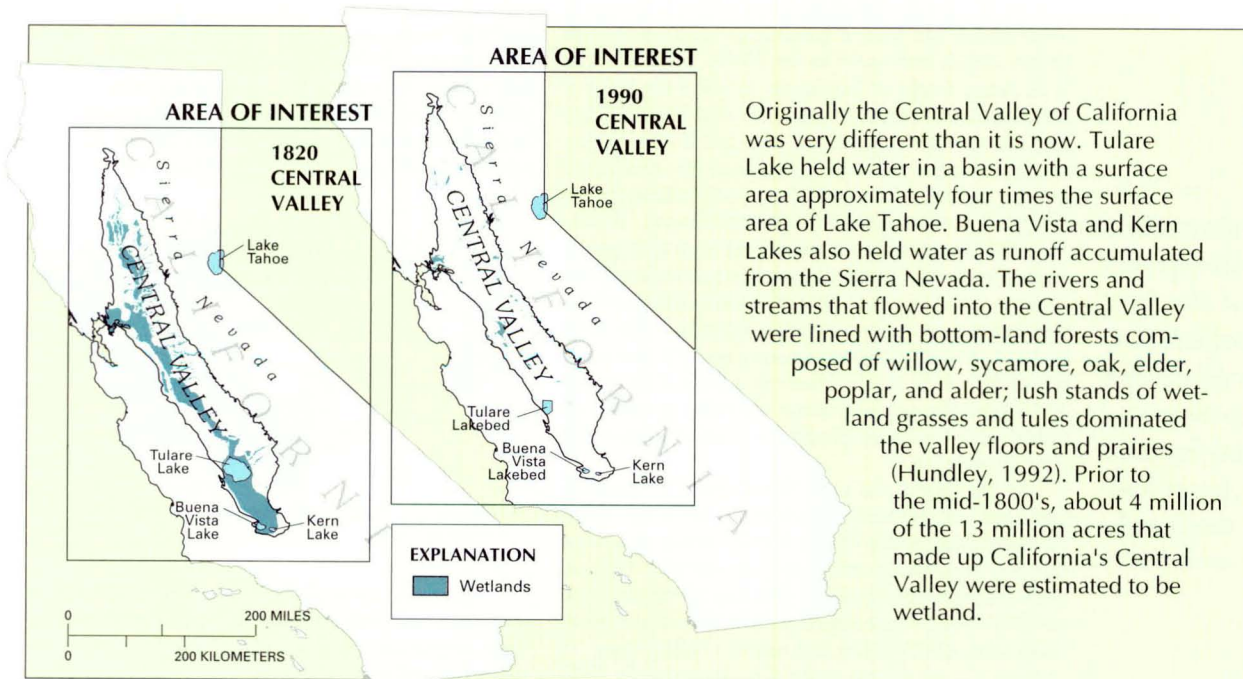 AREA OF INTEREST
1820
CENTRAL
VALLEY
CALIFORNI
Sierra Nevada
CENTRAL VALLEY
Lake
Tahoe
Tulare
Lake
Buena
Vista
Lake
Kern
Lake
AREA OF INTEREST
1990
CENTRAL
VALLEY
CALIFORNIA
Sierra Nevada
CENTRAL VALLEY
Lake
Tahoe
Tulare
Lakebed
Buena
Vista
Lakebed
Kern
Lake
EXPLANATION
Wetlands
0 200 MILES
0 200 KILOMETERS
Originally the Central Valley of California
was very different than it is now. Tulare
Lake held water in a basin with a surface
area approximately four times the surface
area of Lake Tahoe. Buena Vista and Kern
Lakes also held water as runoff accumulated
from the Sierra Nevada. The rivers and
streams that flowed into the Central Valley
were lined with bottom-land forests com-
posed of willow, sycamore, oak, elder,
poplar, and alder; lush stands of wet-
land grasses and tules dominated
the valley floors and prairies
(Hundley, 1992). Prior to
the mid-1800's, about 4 million
of the 13 million acres that
made up California's Central
Valley were estimated to be
wetland.